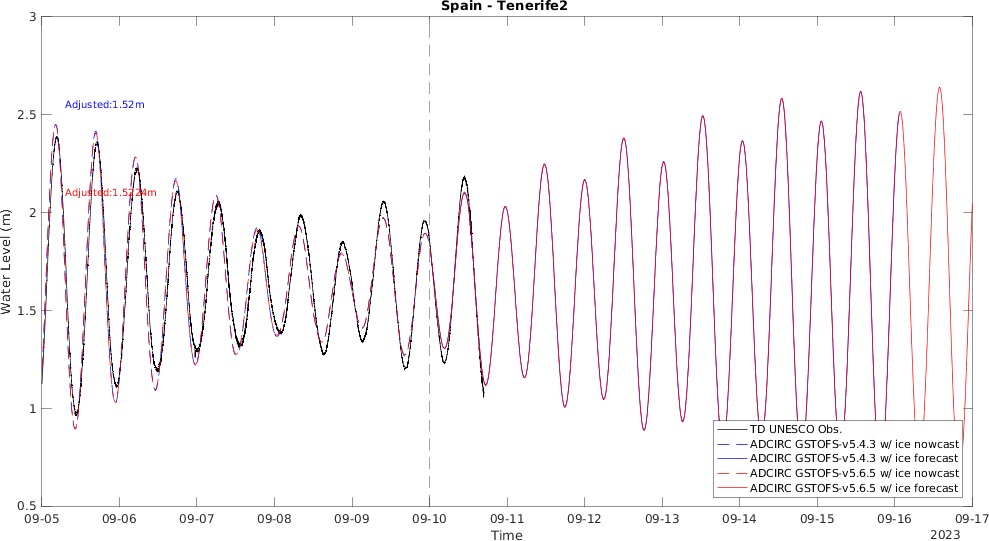 Spain - Tenerife2
3
2.5
2
1.5
1
0.5
Water Level (m)
Adjusted:1.52m
Adjusted:1.5224m
TD UNESCO Obs.
ADCIRC GSTOFS-v5.4.3 w/ ice nowcast
ADCIRC GSTOFS-v5.4.3 w/ ice forecast
ADCIRC GSTOFS-v5.6.5 w/ ice nowcast
ADCIRC GSTOFS-v5.6.5 w/ ice forecast
09-05 09-06 09-07 09-08 09-09 09-10 09-11 09-12 09-13 09-14 09-15 09-16 09-17
Time
2023